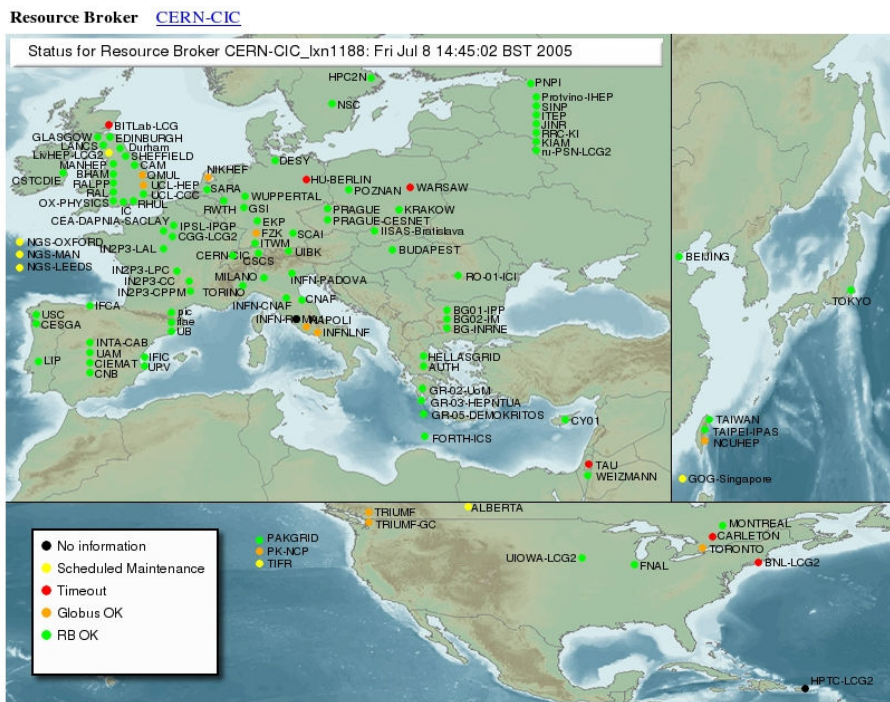 Resource Broker CERN-CIC
Status for Resource Broker CERN-CIC_lxn1188: Fri Jul 8 14:45:02 BST 2005
HPC2N
NSC
PNPI
Protvino-IHEP
SINP
ITEP
JINR
RRC-KI
KIAM
ru-PSN-LCG2
BITLab-LCG
GLASGOW
EDINBURGH
LANCS
Durham
LivHEP-LCG2
SHEFFIELD
MANHEP
CAM
CSTCDIE
BHAM
QMUL
RALPP
UCL-HEP
RAL
UCL-CCC
OX-PHYSICS
IC
RHUL
NIKHEF
SARA
DESY
HU-BERLIN
POZNAN
WARSAW
WUPPERTAL
RWTH
GSI
PRAGUE
PRAGUE-CESNET
KRAKOW
CEA-DAPNIA-SACLAY
IPSL-IPGP
CGG-LCG2
EKP
FZK
SCAI
ITWM
IISAS-Bratislava
NGS-OXFORD
NGS-MAN
NGS-LEEDS
IN2P3-LAL
CERN-CIC
CSCS
UIBK
BUDAPEST
IN2P3-LPC
IN2P3-CC
IN2P3-CPPM
MILANO
TORINO
INFN-PADOVA
RO-01-ICI
INFN-CNAF
CNAF
IFCA
USC
CESGA
pic
ifae
UB
NAPOLI
INFNLNF
BG01-IPP
BG02-IM
BG-INRNE
LIP
INTA-CAB
UAM
CIEMAT
CNB
IFIC
UPV
HELLASGRID
AUTH
GR-02-UoM
GR-03-HEPNTUA
GR-05-DEMOKRITOS
FORTH-ICS
CY01
TAU
WEIZMANN
BEIJING
TOKYO
TAIWAN
TAIPEI-IPAS
NCUHEP
GOG-Singapore
No information
Scheduled Maintenance
Timeout
Globus OK
RB OK
PAKGRID
PK-NCP
TIFR
TRIUMF
TRIUMF-GC
ALBERTA
UIOWA-LCG2
FNAL
MONTREAL
CARLETON
TORONTO
BNL-LCG2
HPTC-LCG2